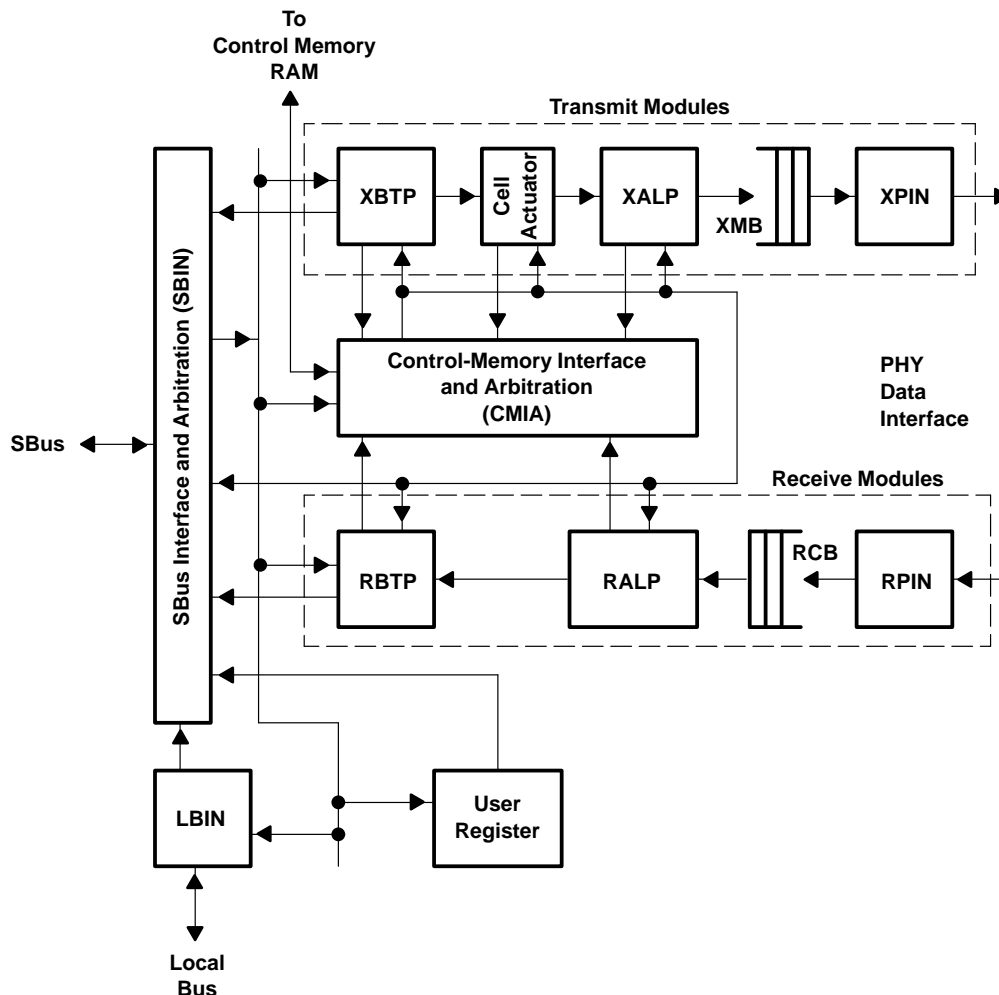 To
Control Memory
RAM
Transmit Modules
XBTP
Cell
Actuator
XALP
XMB
XPIN
SBus Interface and Arbitration (SBIN)
Control-Memory Interface
and Arbitration
(CMIA)
PHY
Data
Interface
SBus
Receive Modules
RBTP
RALP
RCB
RPIN
LBIN
User
Register
Local
Bus